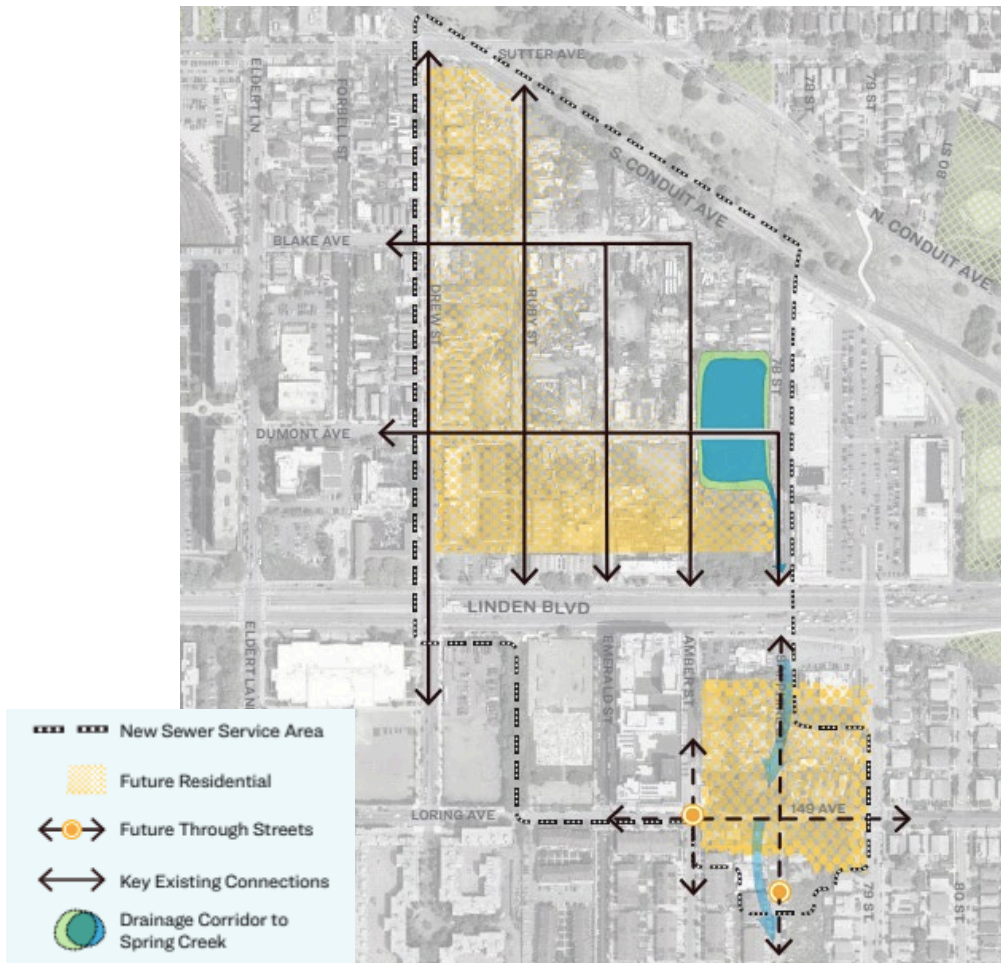 SUTTER AVE
ELDERT LN
FORBELL ST
78 ST
79 ST
80 ST
S. CONDUIT AVE
N. CONDUIT AVE
BLAKE AVE
DREW ST
RUBY ST
78 ST
DUMONT AVE
LINDEN BLVD
ELDERT LANE
EMERALD ST
AMBER ST
LORING AVE
149 AVE
79 ST
80 ST
New Sewer Service Area
Future Residential
Future Through Streets
Key Existing Connections
Drainage Corridor to
Spring Creek